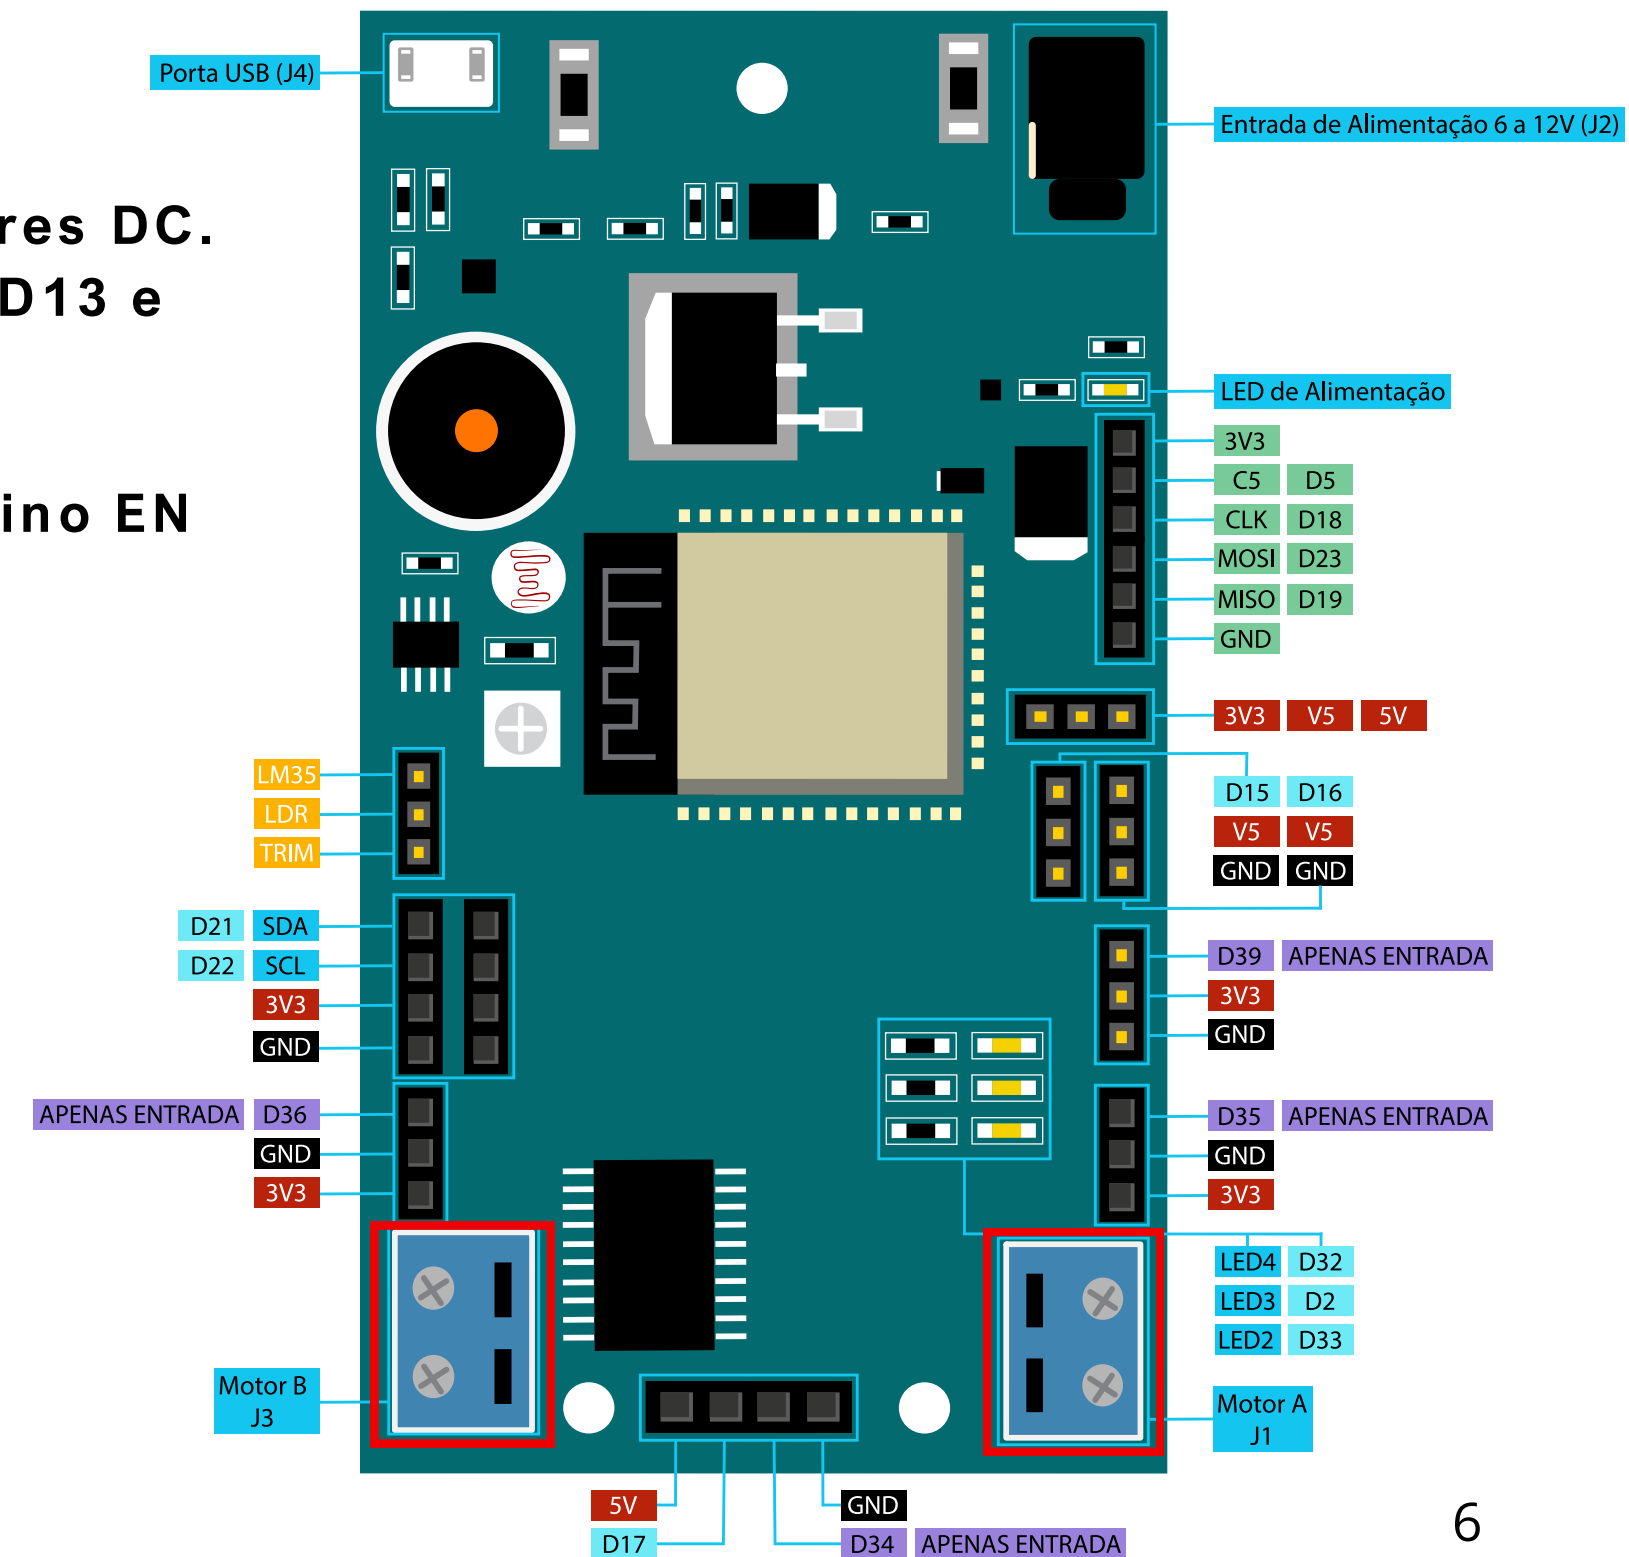 Porta USB (J4)
Entrada de Alimentação 6 a 12V (J2)
res DC.
D13 e
ino EN
LED de Alimentação
3V3
C5 D5
CLK D18
MOSI D23
MISO D19
GND
3V3 V5 5V
D15 D16
V5 V5
GND GND
LM35
LDR
TRIM
D21 SDA
D22 SCL
3V3
GND
D39 APENAS ENTRADA
3V3
GND
APENAS ENTRADA D36
GND
3V3
D35 APENAS ENTRADA
GND
3V3
LED4 D32
LED3 D2
LED2 D33
Motor B
J3
Motor A
J1
5V
D17
GND
D34 APENAS ENTRADA
6